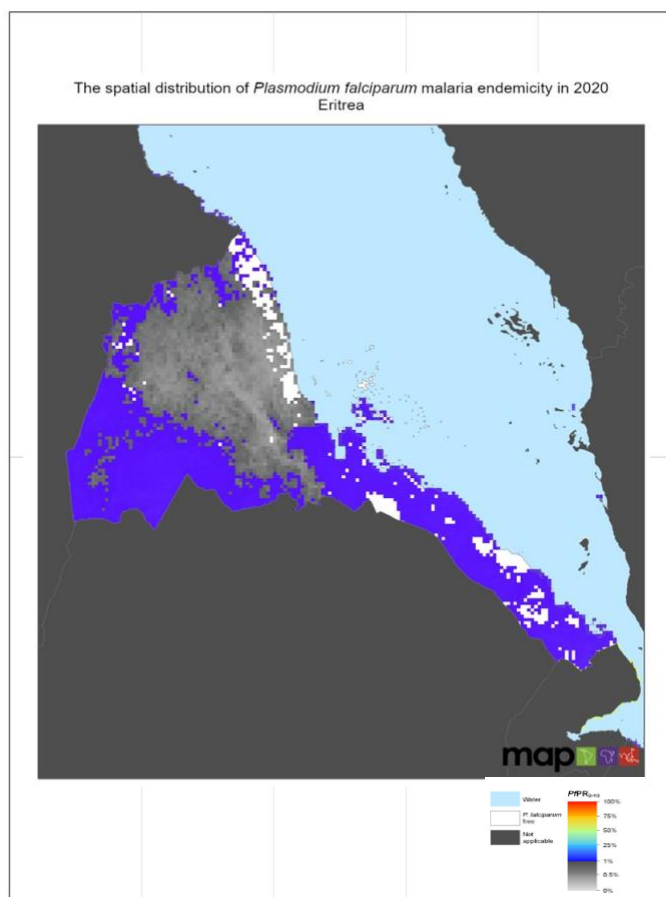 The spatial distribution of Plasmodium falciparum malaria endemicity in 2020
Eritrea
map
Water
P. falciparum
free
Not
applicable
PfPR2-10
100%
75%
50%
25%
1%
0.5%
0%